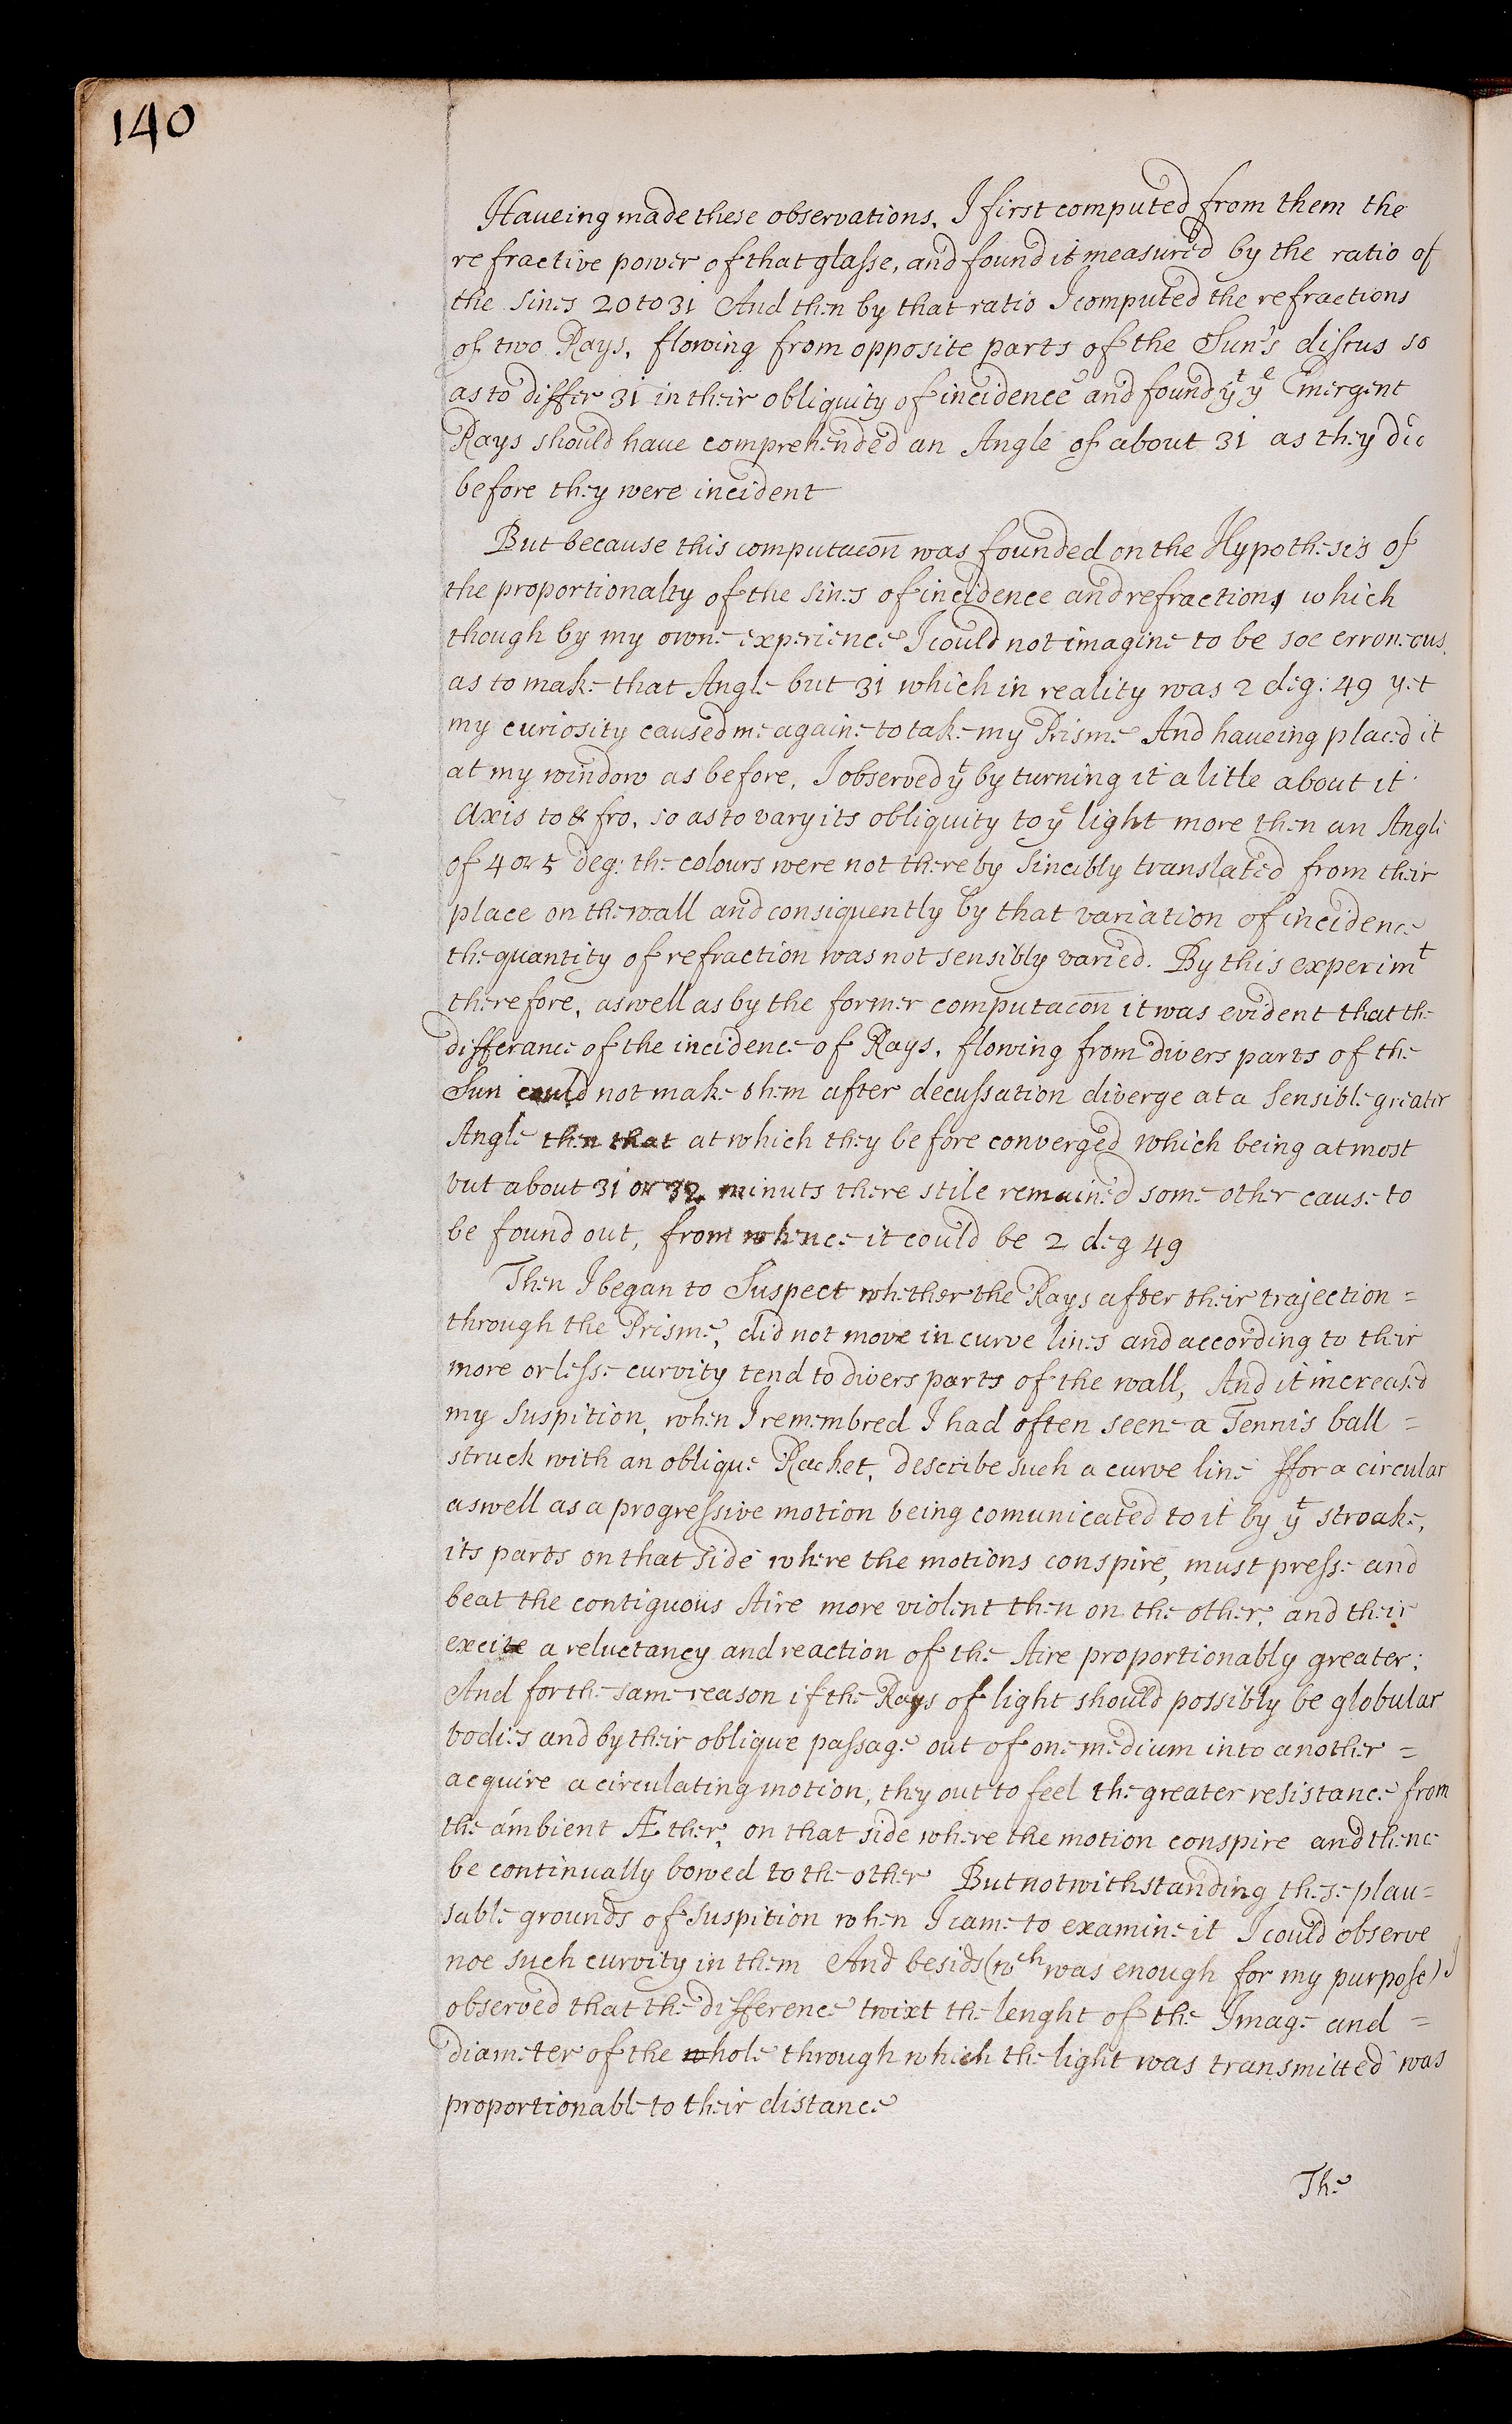 140
Haueing made these observations, I first computed from them the
refractive power of that glasse, and found it measured by the ratio of
the sines 20 to 31 And then by that ratio I computed the refractions
of two Rays, flowing from opposite parts of the Sun's discus so
as to differ 31 in their obliquity of incidence and found yt ye Emergent
Rays should have comprehended an Angle of about 31 as they did
before they were incident
But because this computacon was founded on the Hypothesis of
the proportionalty of the sines of incidence and refractions which
though by my owne experience I could not imagine to be soe erroneous,
as to make that Angle but 31 which in reality was 2 deg: 49 yet
my curiosity caused me againe to take my Prisme And haueing placed it
at my window as before, I observed yt by turning it a litle about it
Axis to & fro, so as to vary its obliquity to ye light more then an Angle
of 4 or 5 deg: the colours were not thereby sincibly translated from their
place on the wall and consiquently by that variation of incidence
the quantity of refraction was not sensibly varied. By this experimt
therefore, aswell as by the former computacon it was evident that the
differance of the incidence of Rays, flowing from divers parts of the
Sun could not make them after decussation diverge at a sensible greater
Angle then that at which they before converged which being at most
but about 31 or 32 minuts there stile remained some other cause to
be found out, from whence it could be 2 deg 49
Then I began to Suspect whether the Rays after their trajection =
through the Prisme, did not move in curve lines and according to their
more or lesse curvity tend to divers parts of the wall, And it increased
my suspition, when I remembred I had often seene a Tennis ball =
struck with an oblique Racket, describe such a curve line ffor a circular
aswell as a progressive motion being comunicated to it by yt stroake,
its parts on that side where the motions conspire, must presse and
beat the contiguous Aire more violent then on the other, and their
excite a reluctancy and reaction of the Aire proportionably greater;
And for the same reason if the Rays of light should possibly be globular
bodies and by their oblique passage out of one medium into another =
acquire a circulating motion, they out to feel the greater resistance from
the ambient Æther, on that side where the motion conspire and thence
be continually bowed to the other But notwithstanding these plau=
sable grounds of suspition when I came to examine it I could observe
noe such curvity in them And besids (wch was enough for my purpose) I
observed that the difference twixt the lenght of the Image and =
diameter of the whole through which the light was transmitted was
proportionable to their distance
The